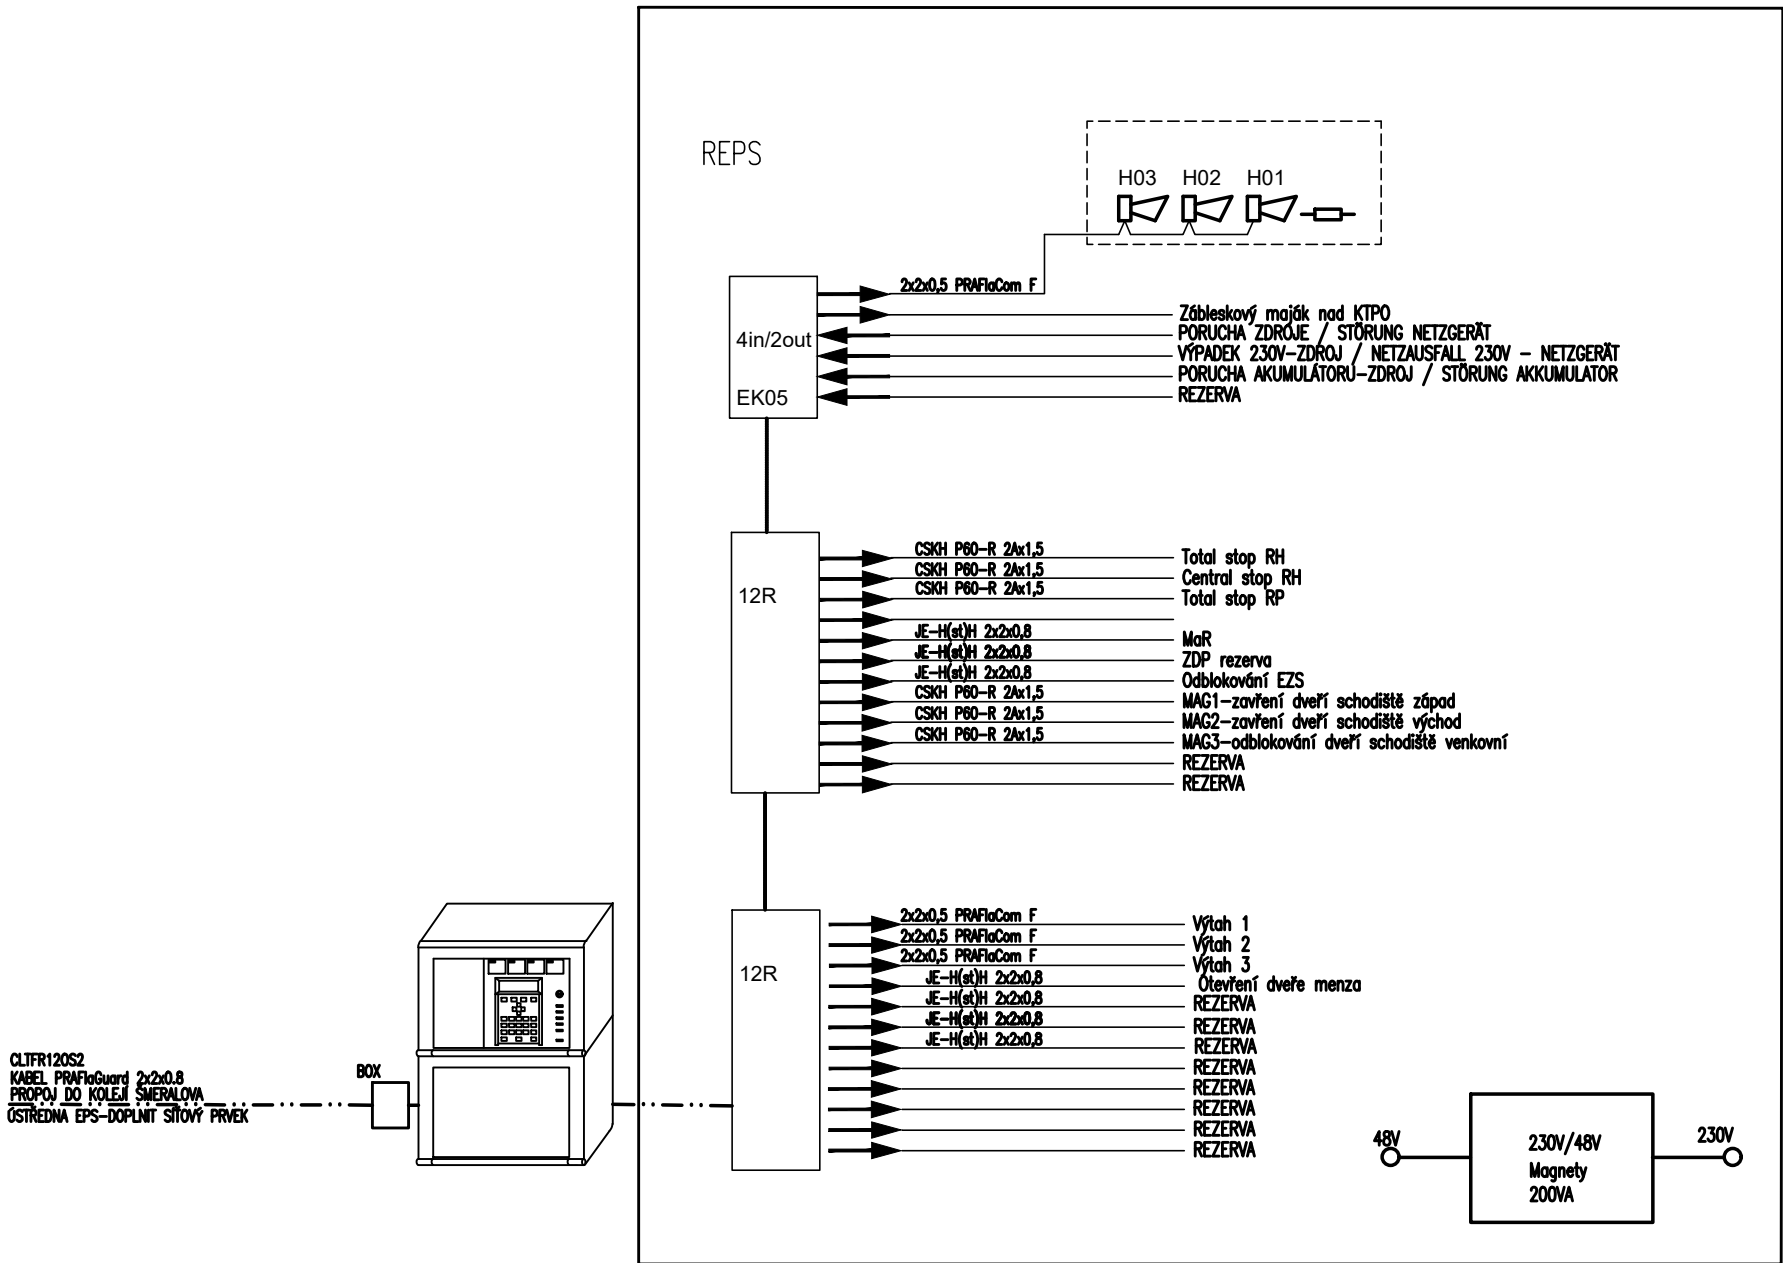 REPS
H03 H02 H01
2x2x0,5 PRAFlaCom F
4in/2out
EK05
Zábleskový maják nad KTPO
PORUCHA ZDROJE / STÖRUNG NETZGERÄT
VÝPADEK 230V-ZDROJ / NETZAUSFALL 230V - NETZGERÄT
PORUCHA AKUMULÁTORU-ZDROJ / STÖRUNG AKKUMULATOR
REZERVA
12R
CSKH P60-R 2Ax1,5 Total stop RH
CSKH P60-R 2Ax1,5 Central stop RH
CSKH P60-R 2Ax1,5 Total stop RP
JE-H(st)H 2x2x0,8 MaR
JE-H(st)H 2x2x0,8 ZDP rezerva
JE-H(st)H 2x2x0,8 Odblokování EZS
CSKH P60-R 2Ax1,5 MAG1-zavření dveří schodiště západ
CSKH P60-R 2Ax1,5 MAG2-zavření dveří schodiště východ
CSKH P60-R 2Ax1,5 MAG3-odblokování dveří schodiště venkovní
REZERVA
REZERVA
12R
2x2x0,5 PRAFlaCom F Výtah 1
2x2x0,5 PRAFlaCom F Výtah 2
2x2x0,5 PRAFlaCom F Výtah 3
JE-H(st)H 2x2x0,8 Otevření dveře menza
JE-H(st)H 2x2x0,8 REZERVA
JE-H(st)H 2x2x0,8 REZERVA
JE-H(st)H 2x2x0,8 REZERVA
REZERVA
REZERVA
REZERVA
REZERVA
REZERVA
CLTFR120S2
KABEL PRAFlaGuard 2x2x0.8
PROPOJ DO KOLEJÍ ŠMERALOVA
ÚSTŘEDNA EPS-DOPLNIT SÍŤOVÝ PRVEK
BOX
48V
230V/48V
Magnety
200VA
230V